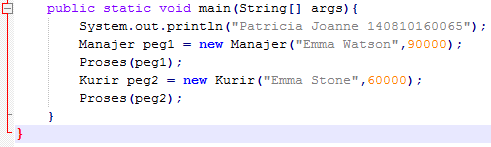 public static void main(String[] args){
System.out.println("Patricia Joanne 140810160065");
Manajer peg1 = new Manajer("Emma Watson",90000);
Proses(peg1);
Kurir peg2 = new Kurir("Emma Stone",60000);
Proses(peg2);
}
}